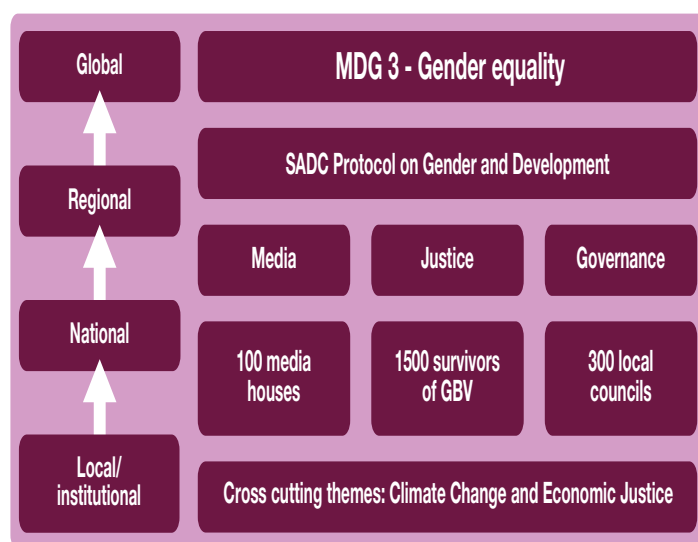 Global
MDG 3 - Gender equality
SADC Protocol on Gender and Development
Regional
Media
Justice
Governance
National
100 media
houses
1500 survivors
of GBV
300 local
councils
Local/
institutional
Cross cutting themes: Climate Change and Economic Justice